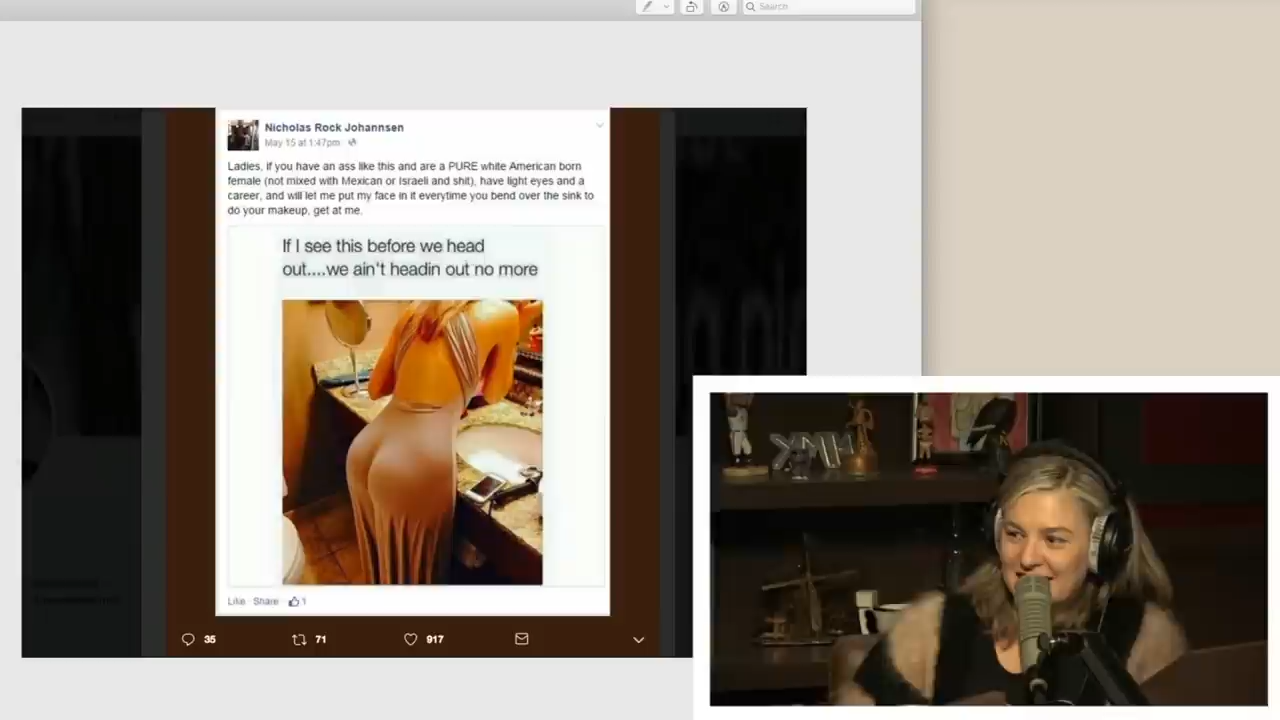 Search
Nicholas Rock Johannsen
May 15 at 1:47pm
Ladies, if you have an ass like this and are a PURE white American born
female (not mixed with Mexican or Israeli and shit), have light eyes and a
career, and will let me put my face in it everytime you bend over the sink to
do your makeup, get at me.
If I see this before we head
out....we ain't headin out no more
Like Share 1
35 71 917
YMH